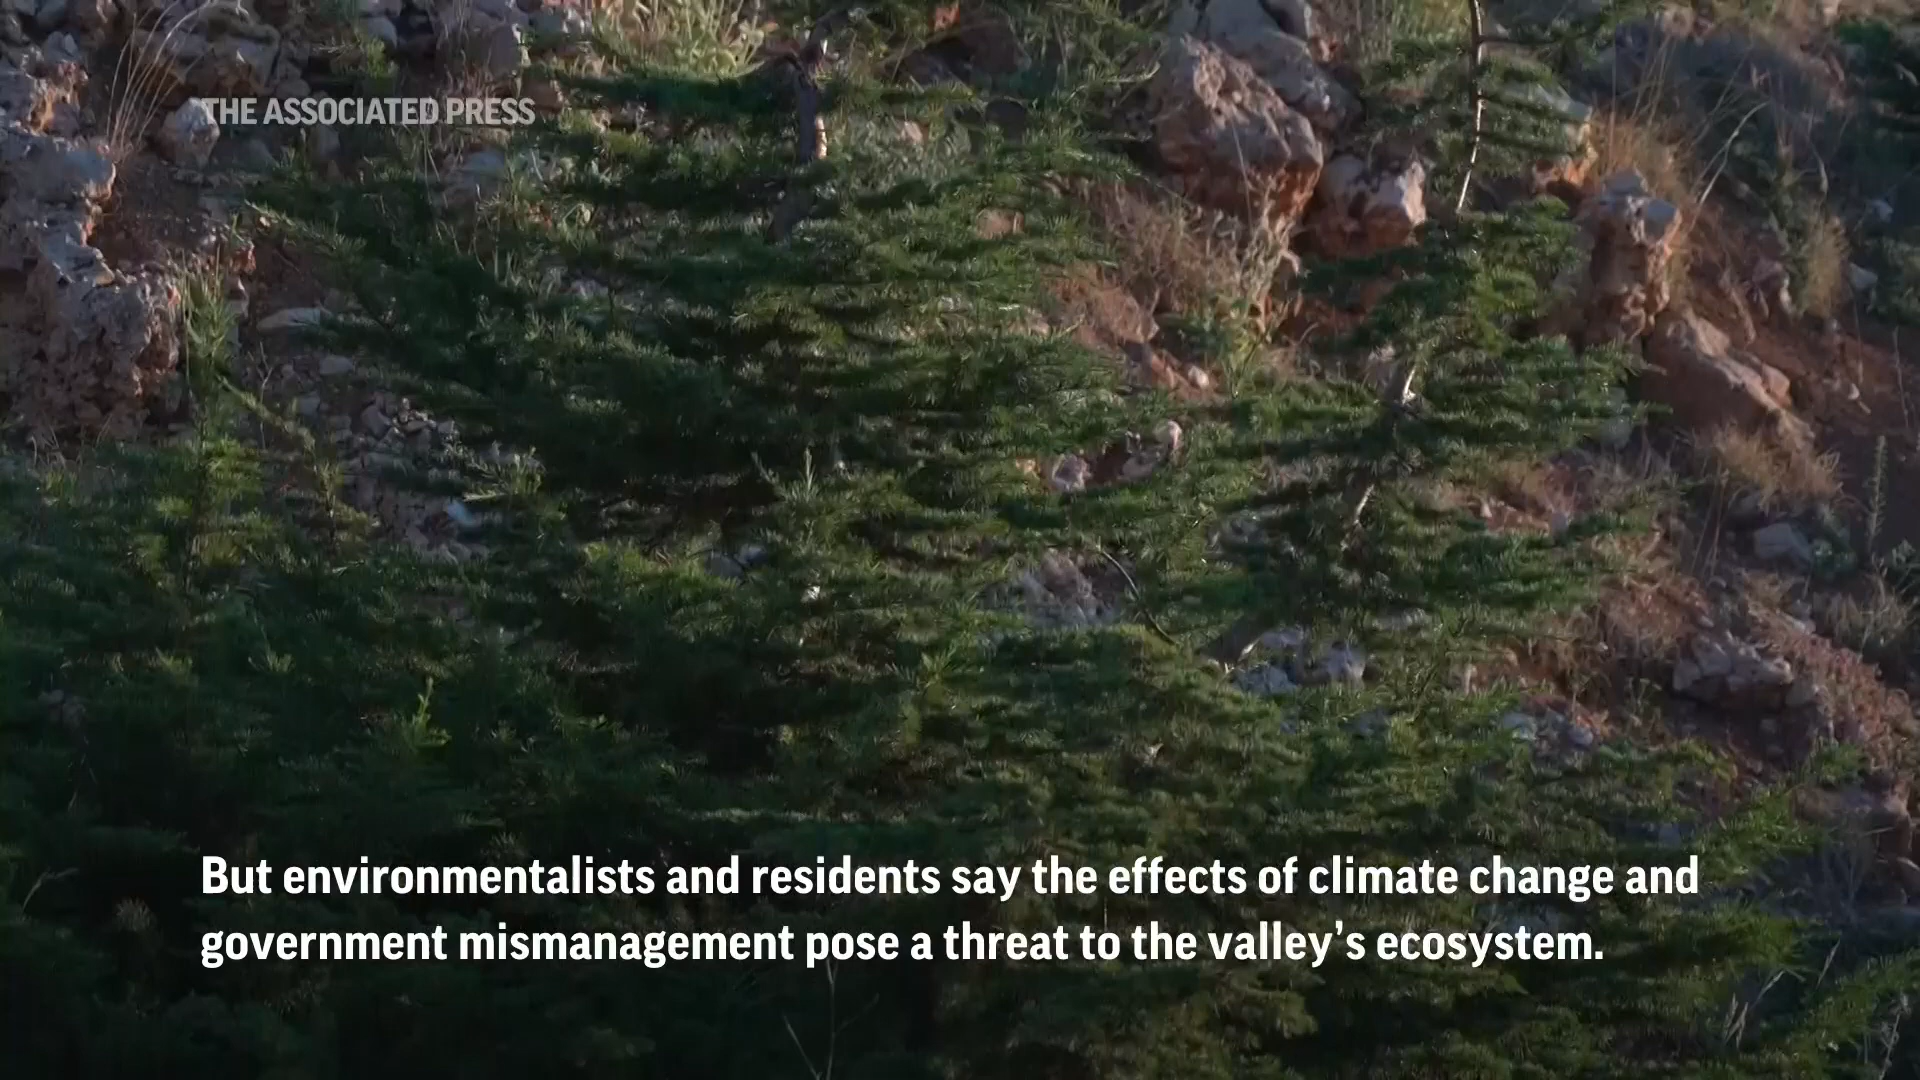 THE ASSOCIATED PRESS
But environmentalists and residents say the effects of climate change and
government mismanagement pose a threat to the valley’s ecosystem.